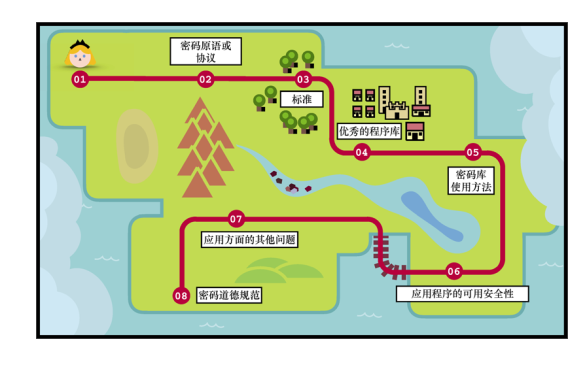 01
密码原语或
协议
02
03
标准
优秀的程序库
04
05
密码库
使用方法
07
应用方面的其他问题
06
08
密码道德规范
应用程序的可用安全性